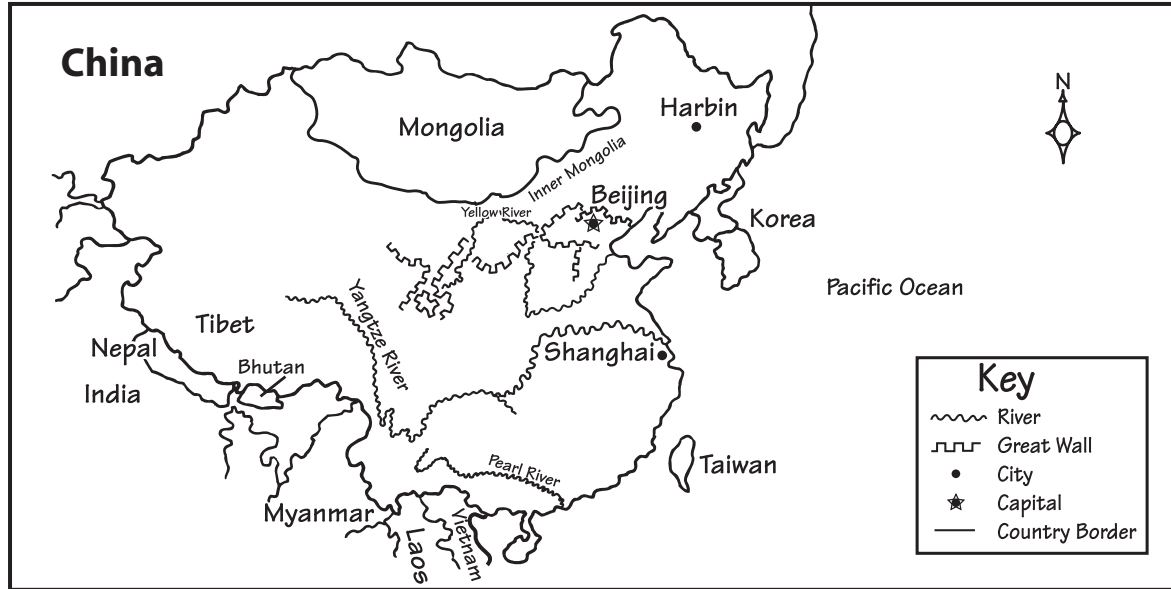 China
N
Harbin
Mongolia
Inner Mongolia
Beijing
Yellow River
Korea
Pacific Ocean
Yangtze River
Tibet
Nepal
Shanghai
Bhutan
India
Key
River
Great Wall
City
Capital
Country Border
Pearl River
Taiwan
Myanmar
Laos
Vietnam